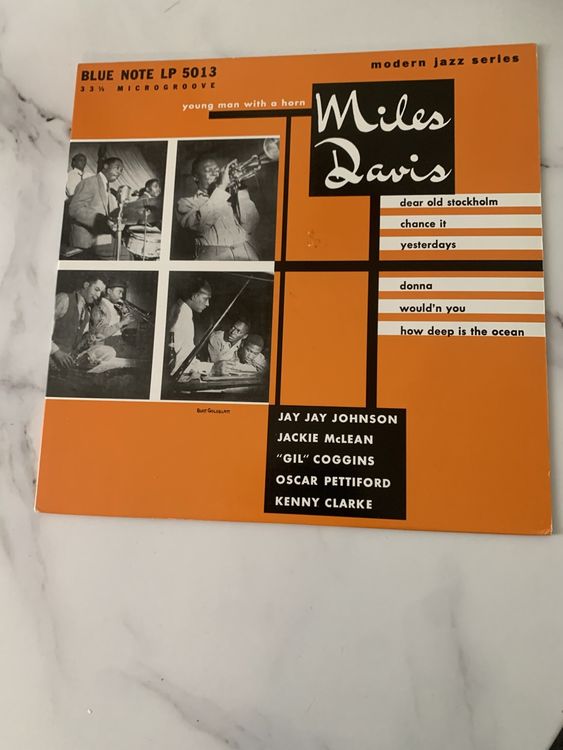 BLUE NOTE LP 5013
33⅓ MICROGROOVE
modern jazz series
young man with a horn
Miles
Davis
dear old stockholm
chance it
yesterdays
donna
would'n you
how deep is the ocean
BURT GOLDBLATT
JAY JAY JOHNSON
JACKIE McLEAN
"GIL" COGGINS
OSCAR PETTIFORD
KENNY CLARKE